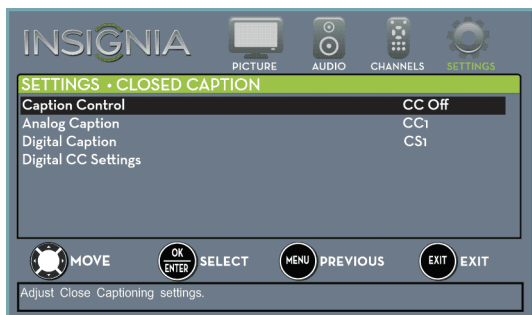 INSIGNIA
PICTURE AUDIO CHANNELS SETTINGS
SETTINGS • CLOSED CAPTION
Caption Control CC Off
Analog Caption CC1
Digital Caption CS1
Digital CC Settings
MOVE OK ENTER SELECT MENU PREVIOUS EXIT EXIT
Adjust Close Captioning settings.